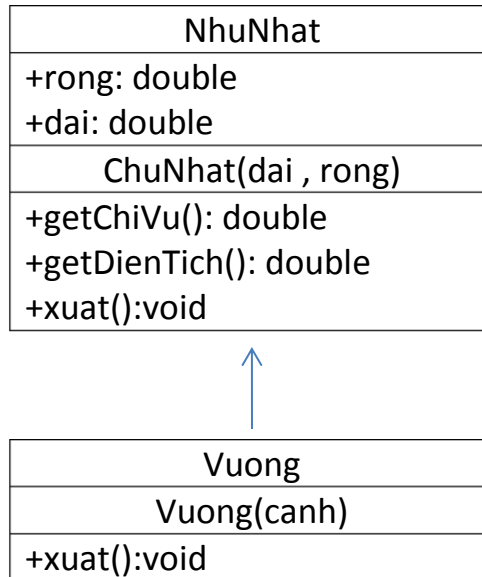 NhuNhat
+rong: double
+dai: double
ChuNhat(dai , rong)
+getChiVu(): double
+getDienTich(): double
+xuat():void
Vuong
Vuong(canh)
+xuat():void